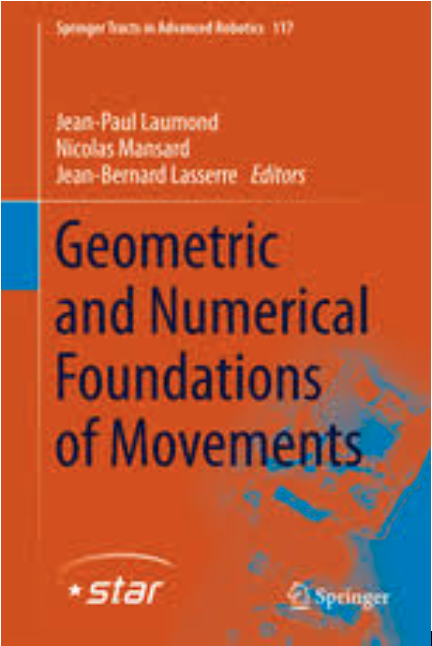 Springer Tracts in Advanced Robotics 117
Jean-Paul Laumond
Nicolas Mansard
Jean-Bernard Lasserre Editors
Geometric
and Numerical
Foundations
of Movements
star
Springer